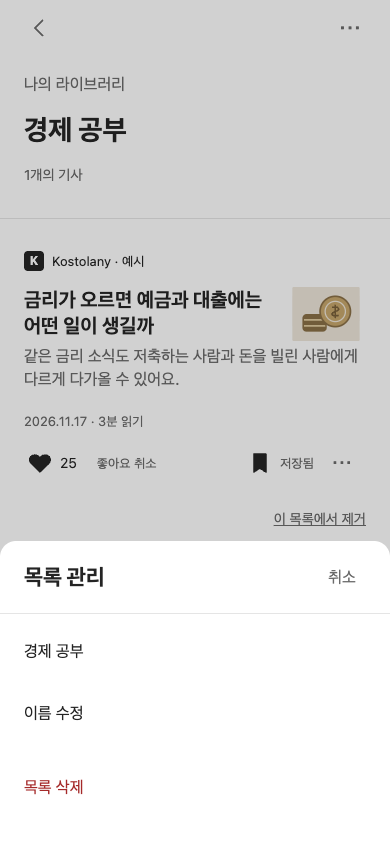 나의 라이브러리
경제 공부
1개의 기사
K Kostolany · 예시
금리가 오르면 예금과 대출에는
어떤 일이 생길까
같은 금리 소식도 저축하는 사람과 돈을 빌린 사람에게
다르게 다가올 수 있어요.
2026.11.17 · 3분 읽기
25 좋아요 취소 저장됨
이 목록에서 제거
목록 관리 취소
경제 공부
이름 수정
목록 삭제